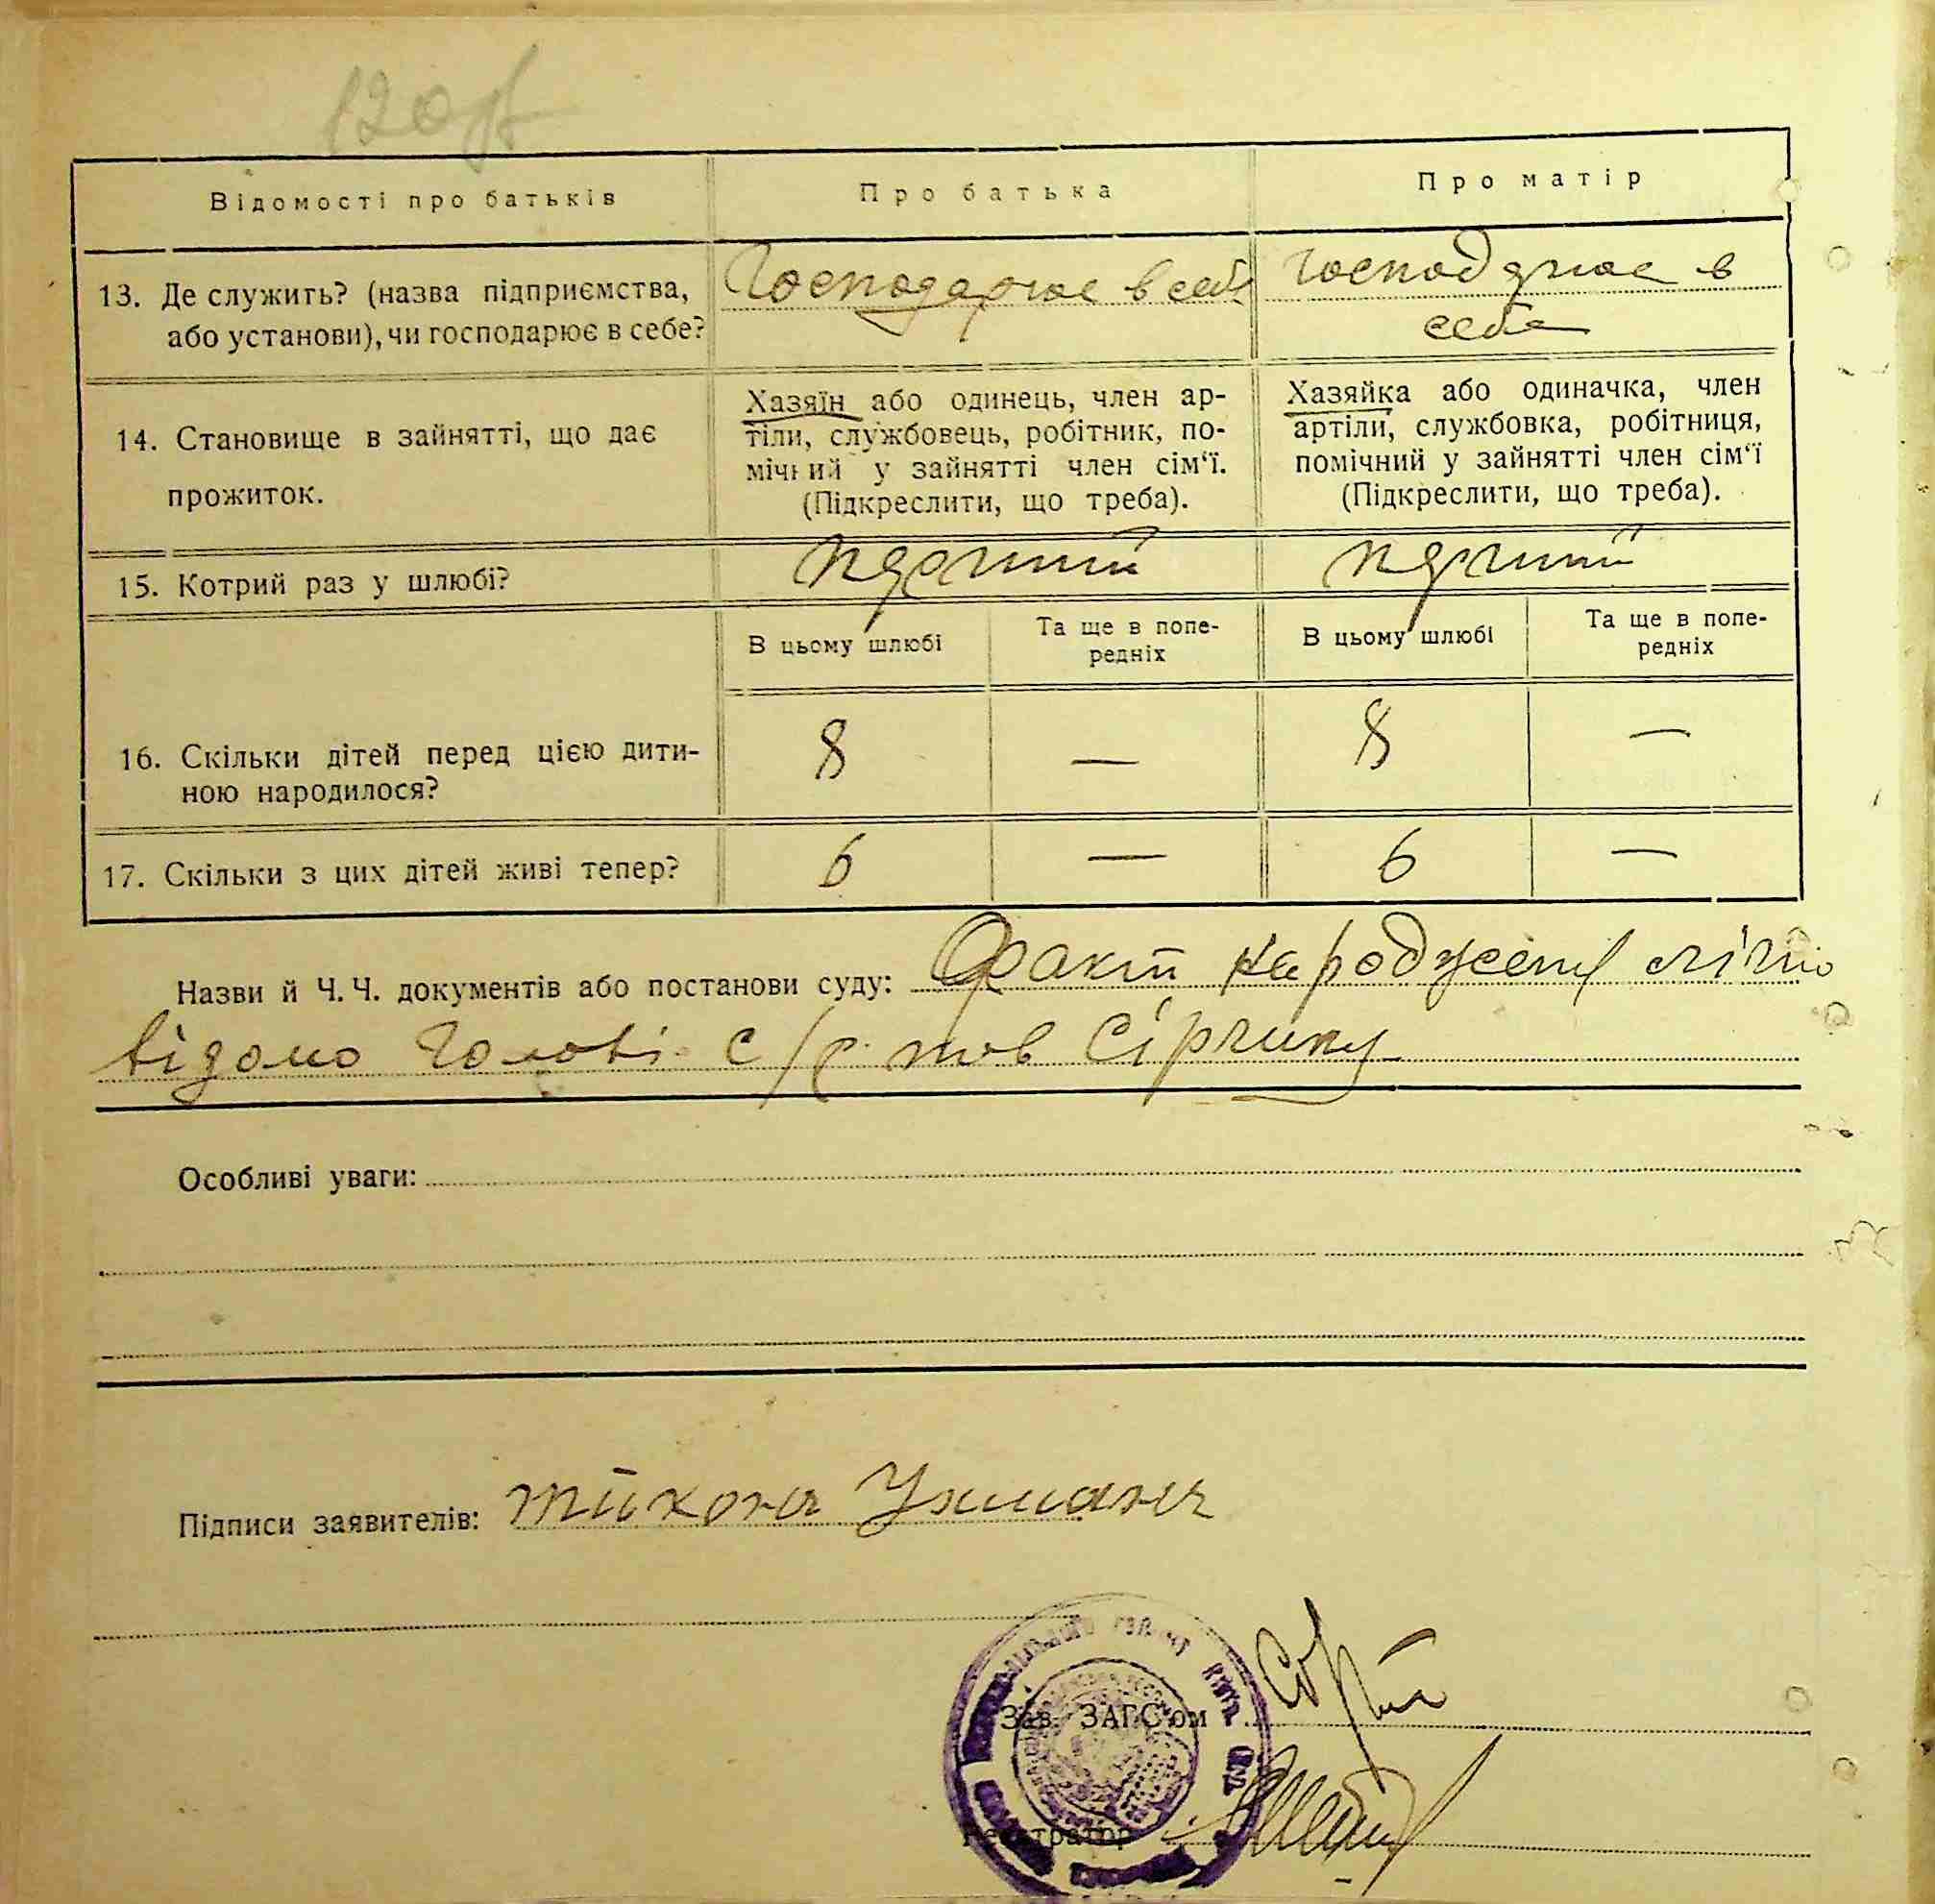 Відомості про батьків
Про батька
Про матір
13. Де служить? (назва підприємства,
або установи), чи господарює в себе?
Господарює в себе
Господарює в
себе
14. Становище в зайнятті, що дає
прожиток.
Хазяїн або одинець, член ар-
тіли, службовець, робітник, по-
мічний у зайнятті член сім‘ї.
(Підкреслити, що треба).
Хазяйка або одиначка, член
артіли, службовка, робітниця,
помічний у зайнятті член сім‘ї
(Підкреслити, що треба).
15. Котрий раз у шлюбі?
первший
первший
В цьому шлюбі
Та ще в попе-
редніх
В цьому шлюбі
Та ще в попе-
редніх
16. Скільки дітей перед цією дити-
ною народилося?
8 — 8 —
17. Скільки з цих дітей живі тепер?
6 — 6 —
Назви й Ч. Ч. документів або постанови суду: Факт народження
відомо Голові с/р тов Сірчику
Особливі уваги:
Підписи заявителів:
Зав. ЗАГС'ом
Реєстратор